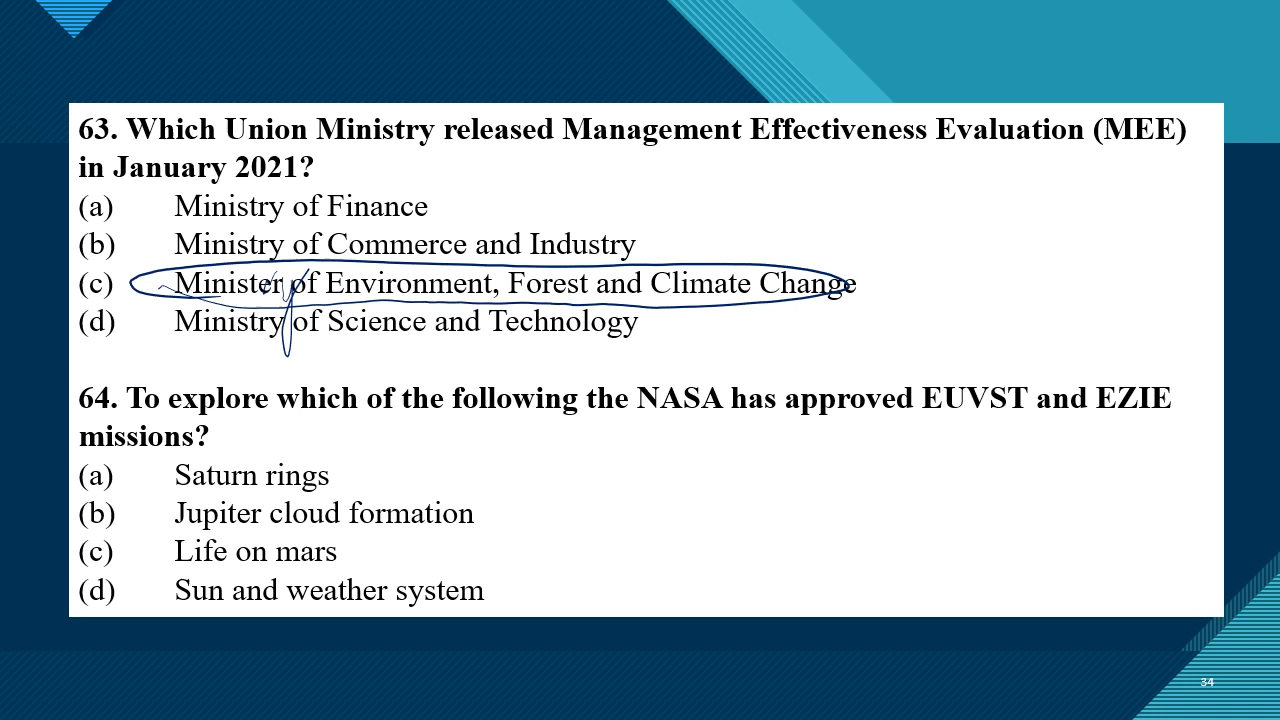 63. Which Union Ministry released Management Effectiveness Evaluation (MEE)
in January 2021?
(a) Ministry of Finance
(b) Ministry of Commerce and Industry
(c) Minister of Environment, Forest and Climate Change
(d) Ministry of Science and Technology
64. To explore which of the following the NASA has approved EUVST and EZIE
missions?
(a) Saturn rings
(b) Jupiter cloud formation
(c) Life on mars
(d) Sun and weather system
34